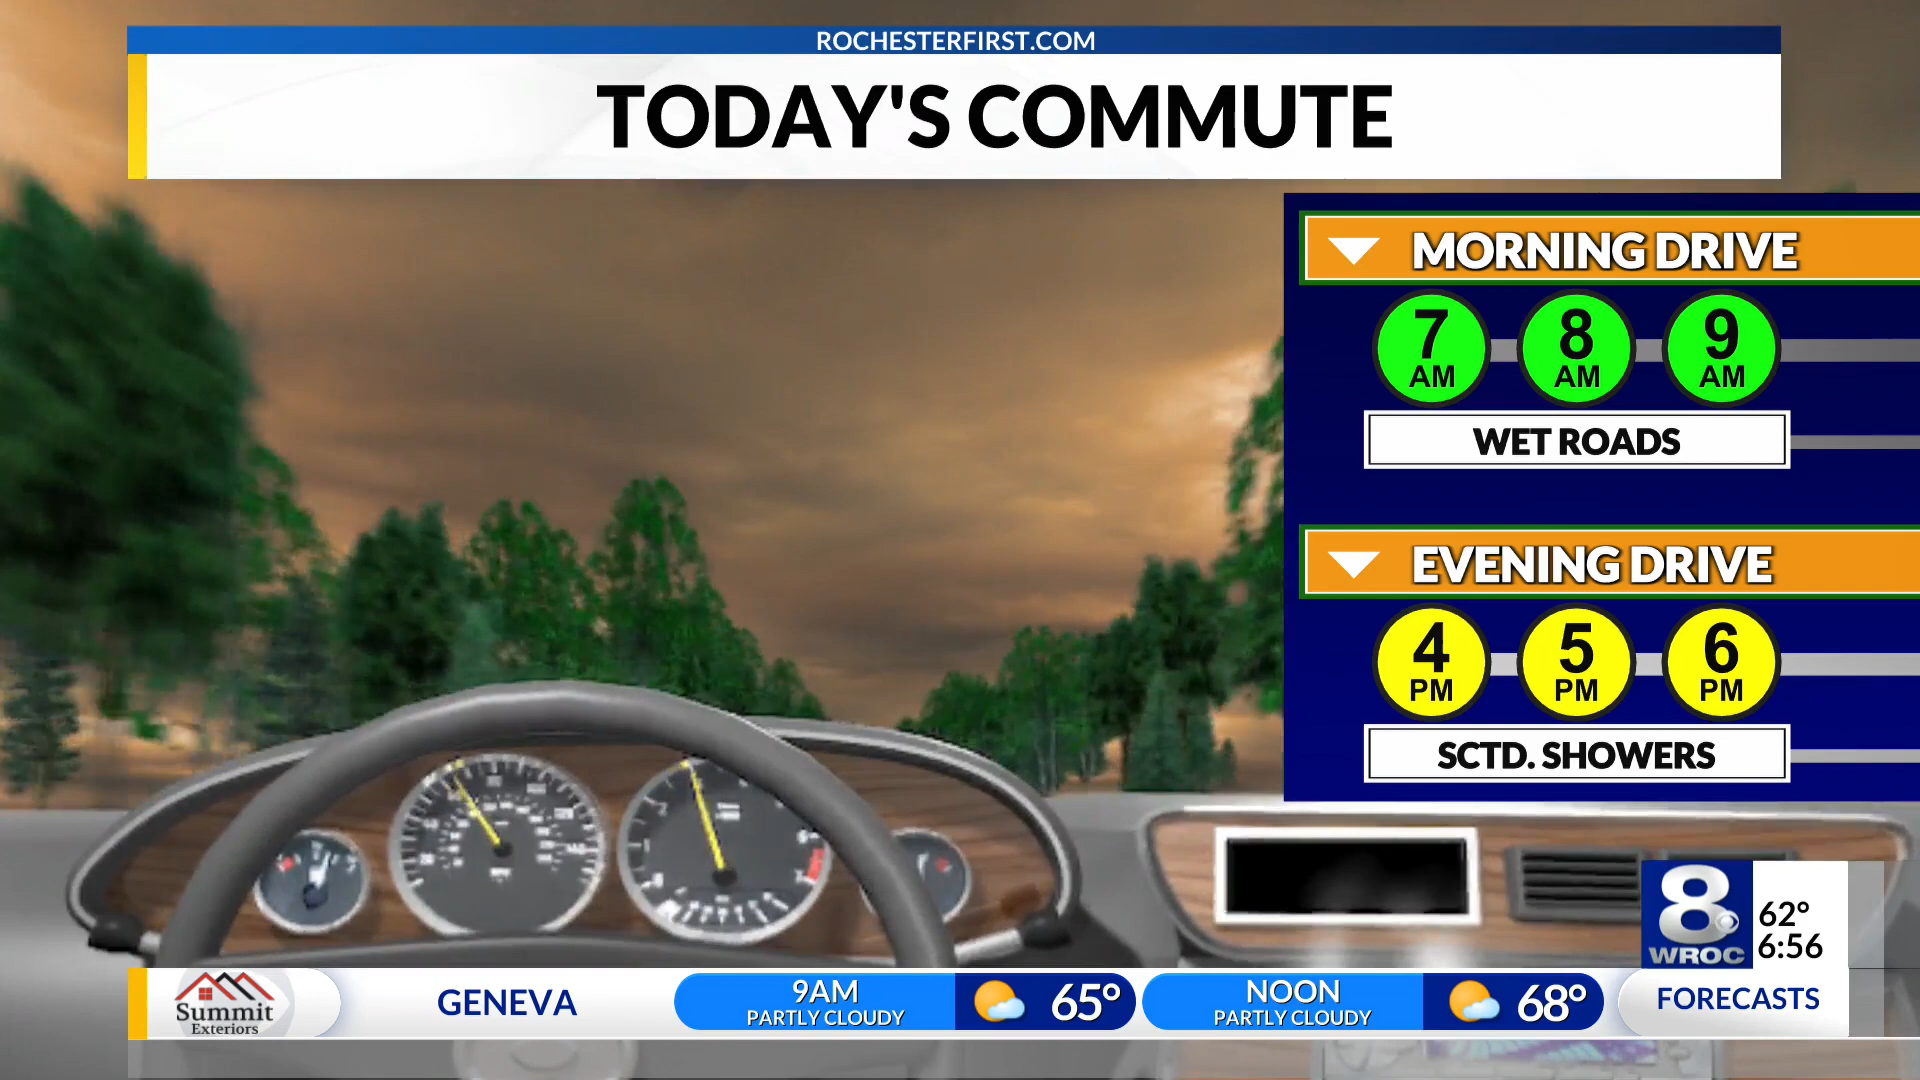 ROCHESTERFIRST.COM
TODAY'S COMMUTE
MORNING DRIVE
7 AM
8 AM
9 AM
WET ROADS
EVENING DRIVE
4 PM
5 PM
6 PM
SCTD. SHOWERS
8
WROC
62°
6:56
Summit
Exteriors
GENEVA
9AM
PARTLY CLOUDY
65°
NOON
PARTLY CLOUDY
68°
FORECASTS